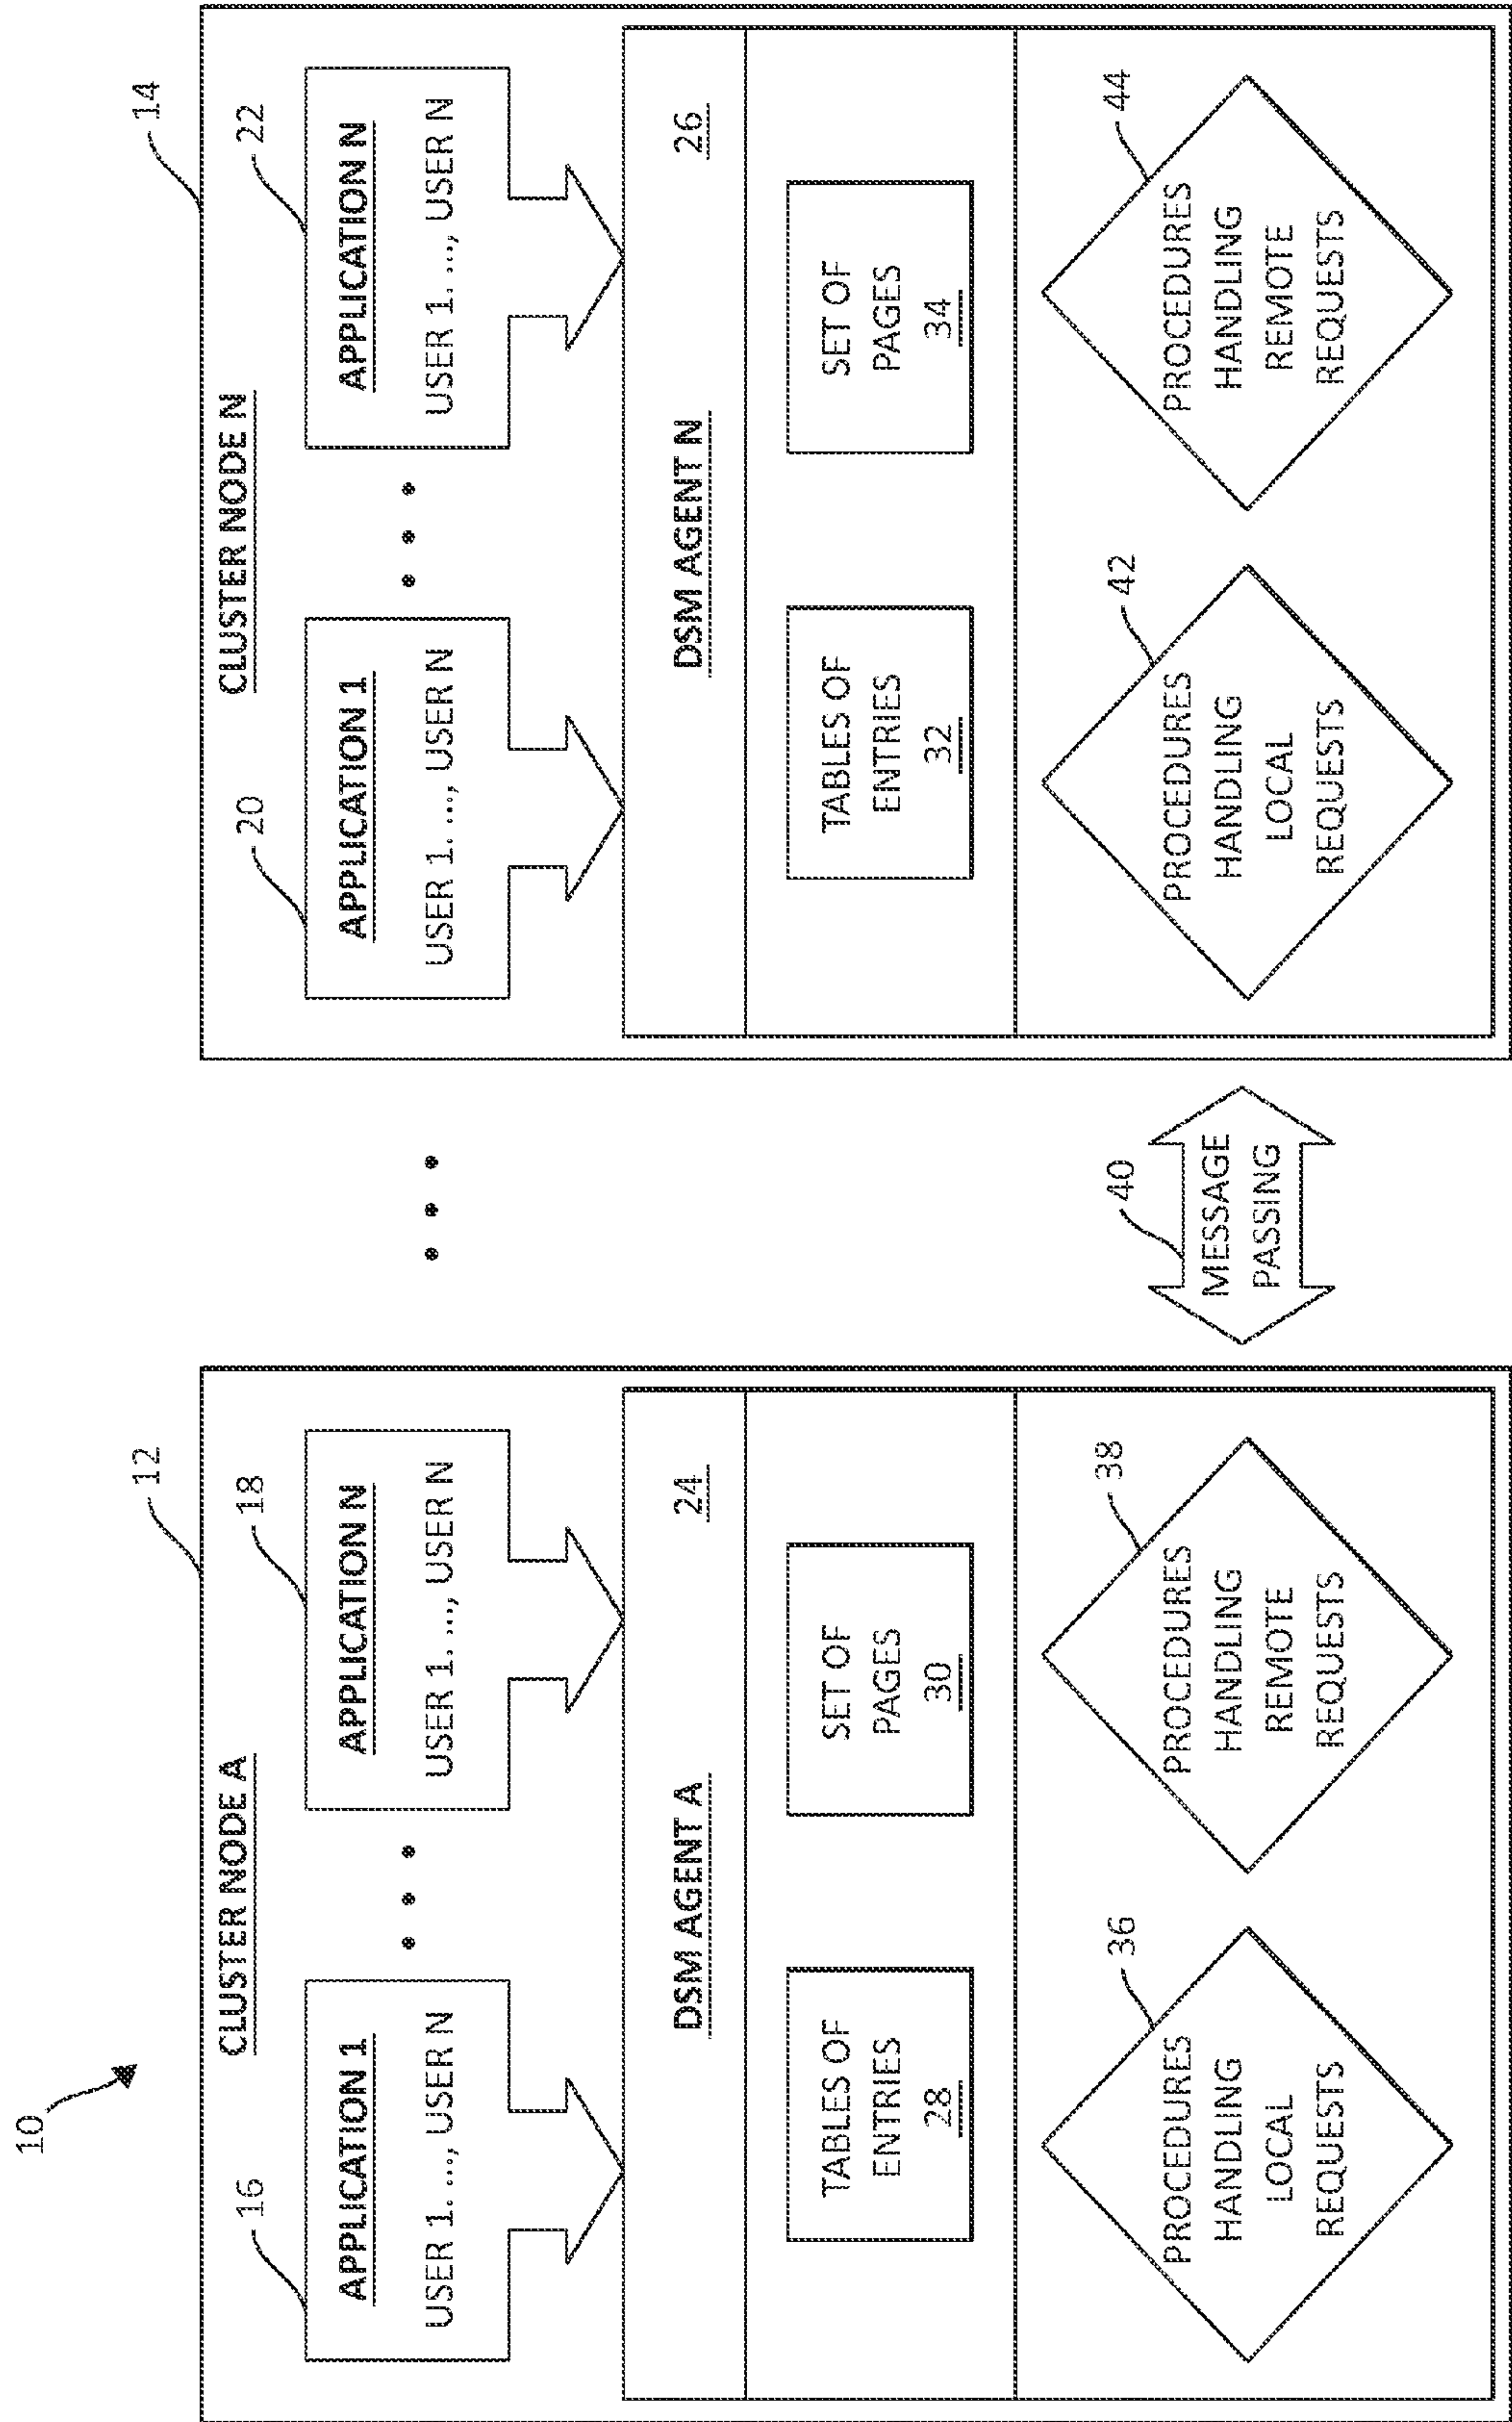 10
12
CLUSTER NODE A
16
APPLICATION 1
USER 1. ..., USER N
• • •
18
APPLICATION N
USER 1. ..., USER N
DSM AGENT A
24
TABLES OF
ENTRIES
28
SET OF
PAGES
30
36
PROCEDURES
HANDLING
LOCAL
REQUESTS
38
PROCEDURES
HANDLING
REMOTE
REQUESTS
• • •
40
MESSAGE
PASSING
14
CLUSTER NODE N
20
APPLICATION 1
USER 1. ..., USER N
• • •
22
APPLICATION N
USER 1. ..., USER N
DSM AGENT N
26
TABLES OF
ENTRIES
32
SET OF
PAGES
34
42
PROCEDURES
HANDLING
LOCAL
REQUESTS
44
PROCEDURES
HANDLING
REMOTE
REQUESTS